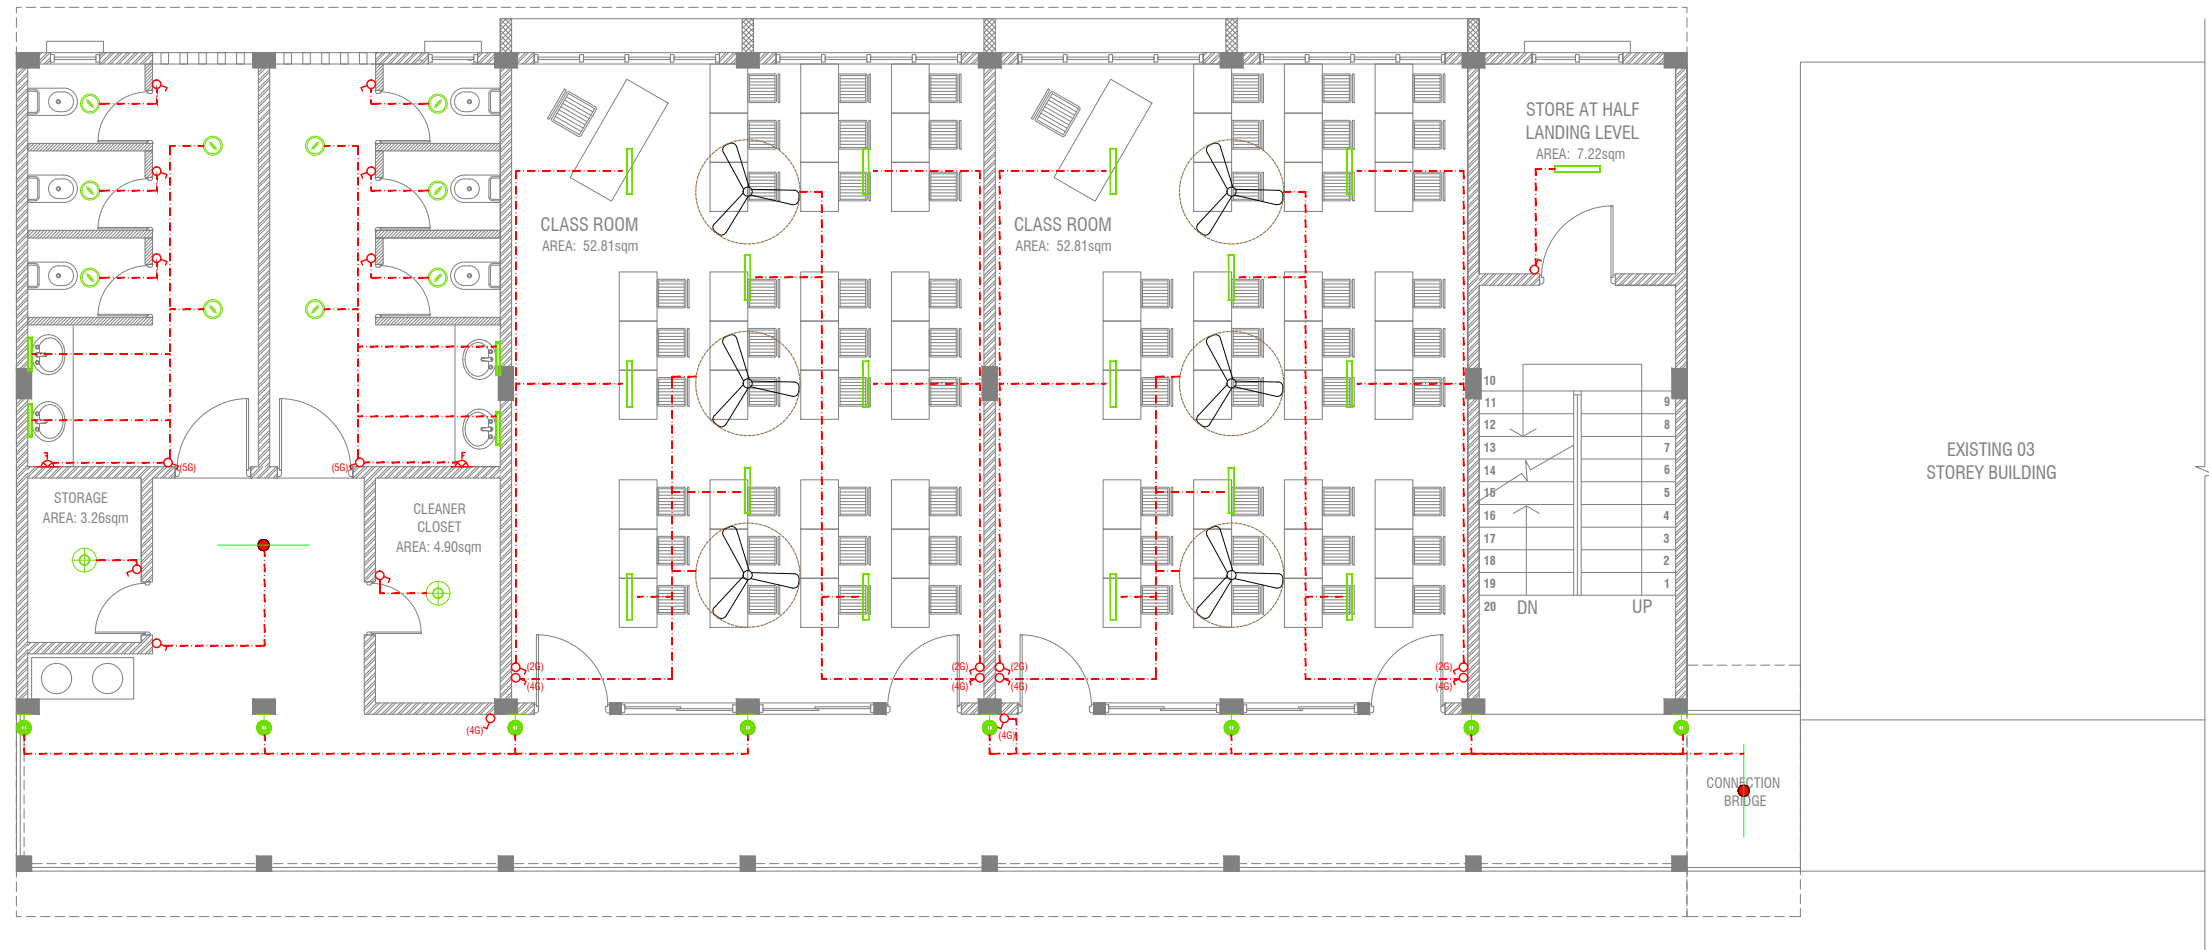 STORE AT HALF
LANDING LEVEL
AREA: 7.22sqm
CLASS ROOM
AREA: 52.81sqm
CLASS ROOM
AREA: 52.81sqm
EXISTING 03
STOREY BUILDING
10
11
12
13
14
15
16
17
18
19
20
9
8
7
6
5
4
3
2
1
DN
UP
(5G)
(5G)
STORAGE
AREA: 3.26sqm
CLEANER
CLOSET
AREA: 4.90sqm
(2G)
(4G)
(2G)
(4G)
(2G)
(4G)
(2G)
(4G)
(4G)
(4G)
CONNECTION
BRIDGE